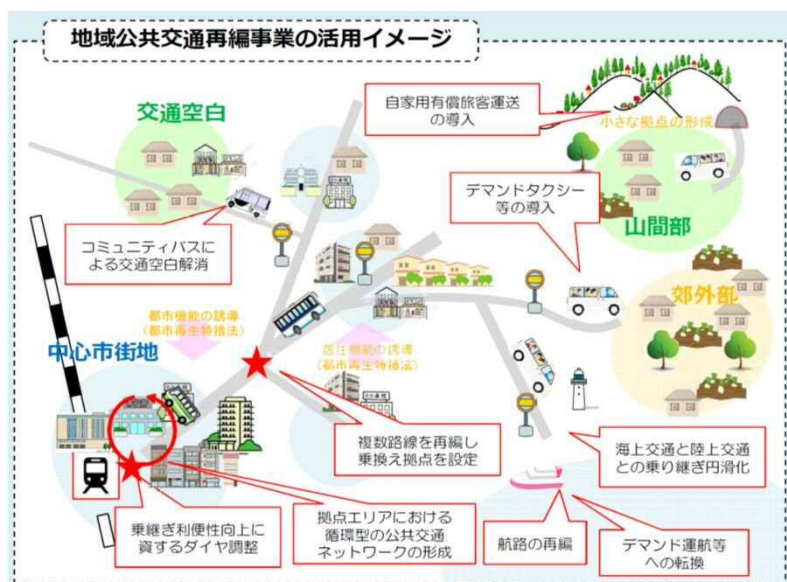 地域公共交通再編事業の活用イメージ
交通空白
自家用有償旅客運送
の導入
小さな拠点の形成
デマンドタクシー
等の導入
山間部
コミュニティバスに
よる交通空白解消
郊外部
都市機能の誘導
(都市再生特措法)
中心市街地
居住機能の誘導
(都市再生特措法)
複数路線を再編し
乗換え拠点を設定
海上交通と陸上交通
との乗り継ぎ円滑化
乗継ぎ利便性向上に
資するダイヤ調整
拠点エリアにおける
循環型の公共交通
ネットワークの形成
航路の再編
デマンド運航等
への転換